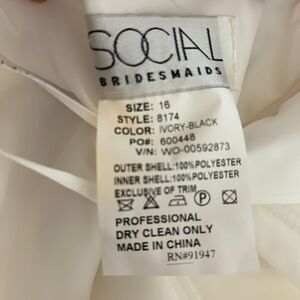 SOCIAL
BRIDESMAIDS
SIZE: 16
STYLE: 8174
COLOR: IVORY-BLACK
PO#: 600448
V/N: WO-00592873
OUTER SHELL:100%POLYESTER
INNER SHELL:100%POLYESTER
EXCLUSIVE OF TRIM
PROFESSIONAL
DRY CLEAN ONLY
MADE IN CHINA
RN#91947